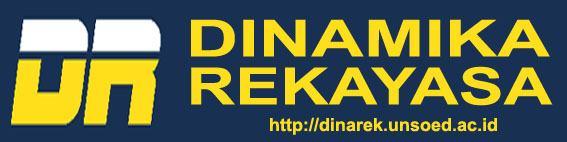 DR
DINAMIKA
REKAYASA
http://dinarek.unsoed.ac.id